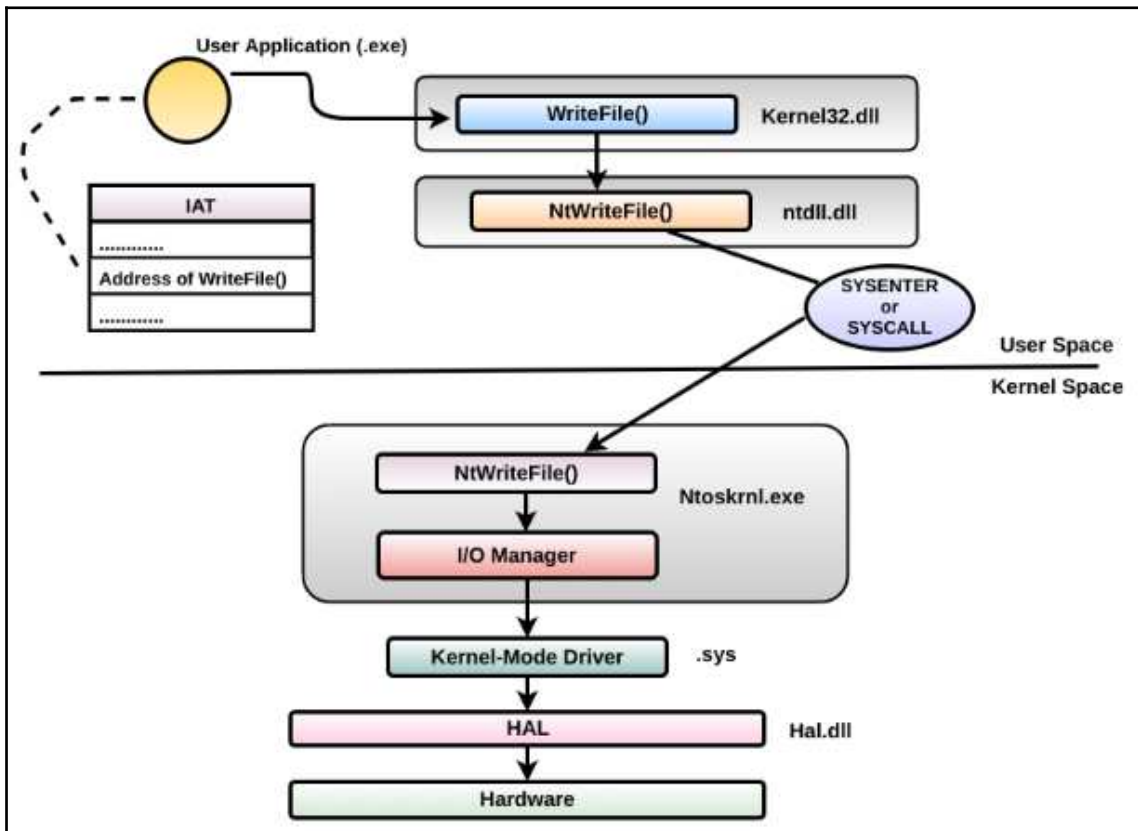 User Application (.exe)
WriteFile()
Kernel32.dll
NtWriteFile()
ntdll.dll
IAT
............
Address of WriteFile()
............
SYSENTER
or
SYSCALL
User Space
Kernel Space
NtWriteFile()
Ntoskrnl.exe
I/O Manager
Kernel-Mode Driver
.sys
HAL
Hal.dll
Hardware